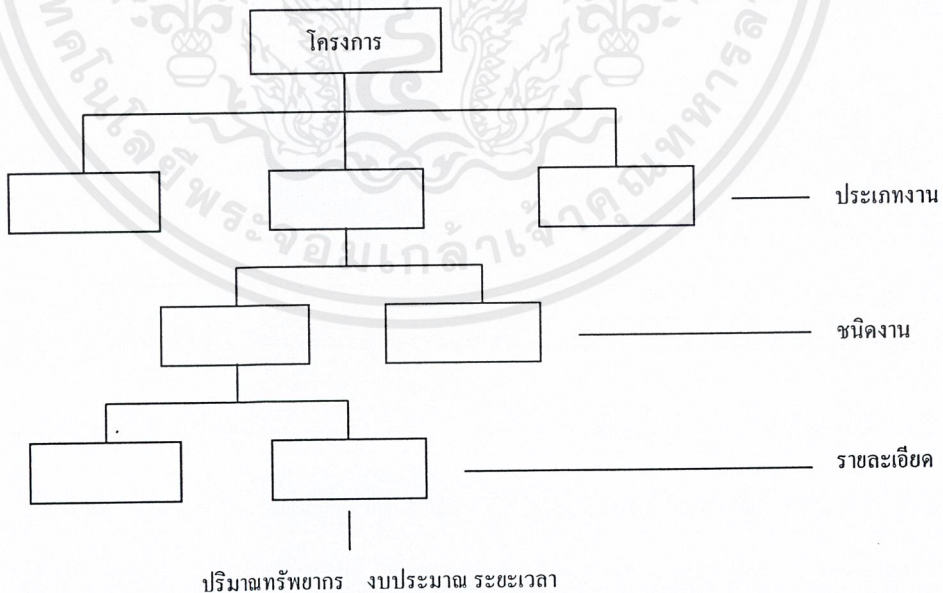 โครงการ
ประเภทงาน
ชนิดงาน
รายละเอียด
ปริมาณทรัพยากร งบประมาณ ระยะเวลา